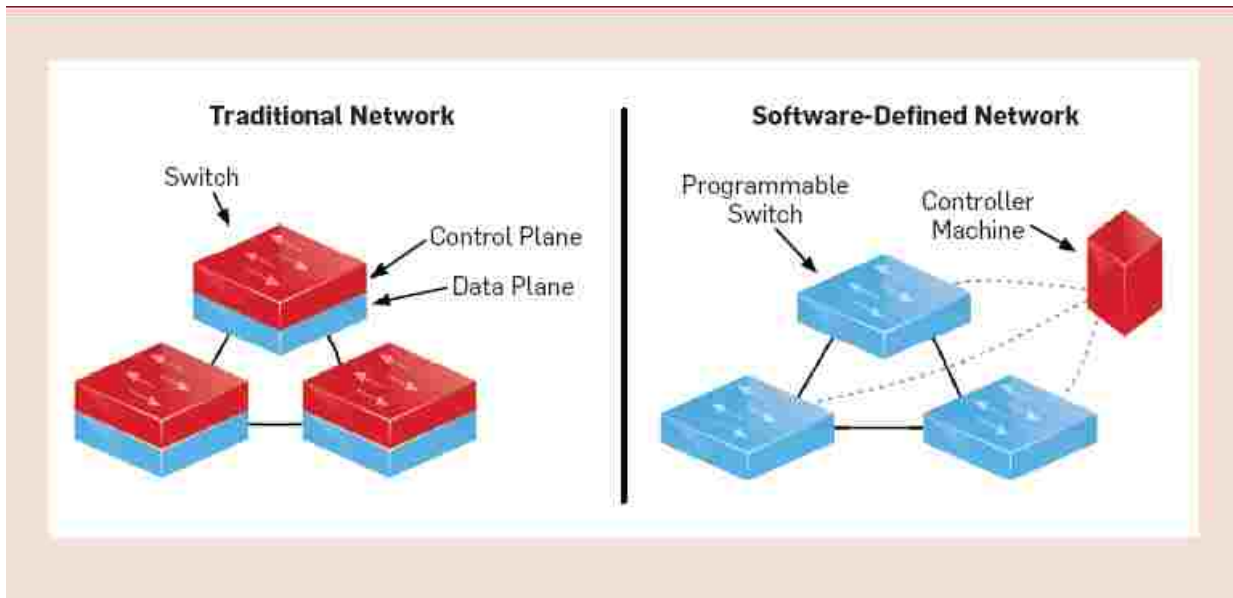 Traditional Network
Switch
Control Plane
Data Plane
Software-Defined Network
Programmable
Switch
Controller
Machine